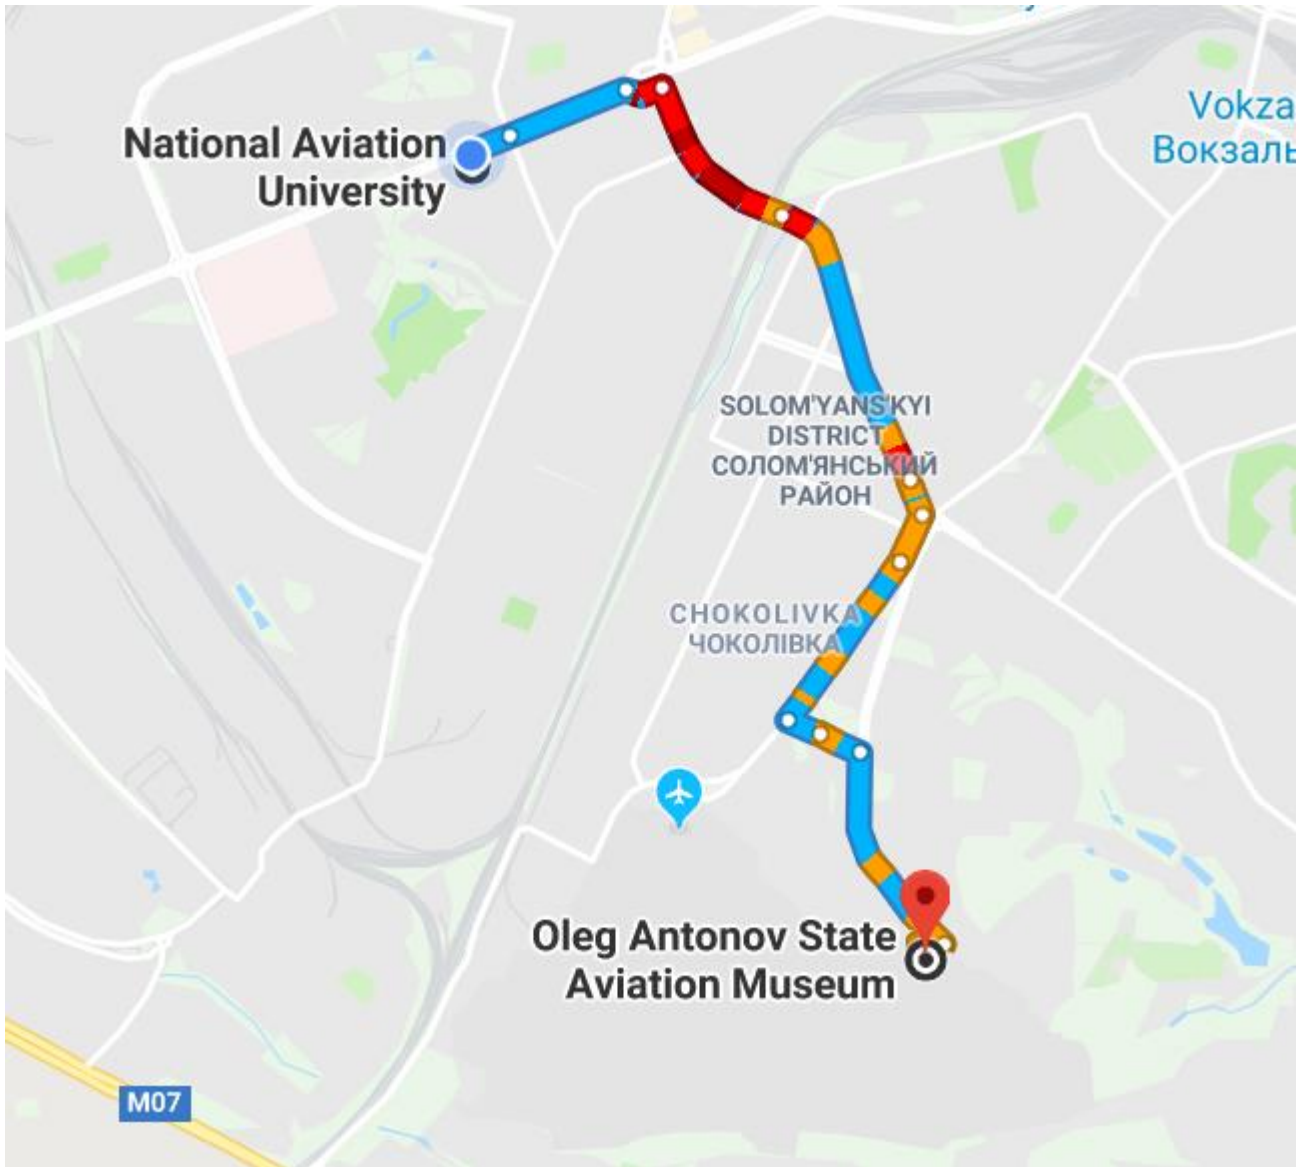 Vokza
Вокзаль
National Aviation
University
SOLOM'YANS'KYI
DISTRICT
СОЛОМ'ЯНСЬКИЙ
РАЙОН
CHOKOLIVKA
ЧОКОЛІВКА
Oleg Antonov State
Aviation Museum
M07